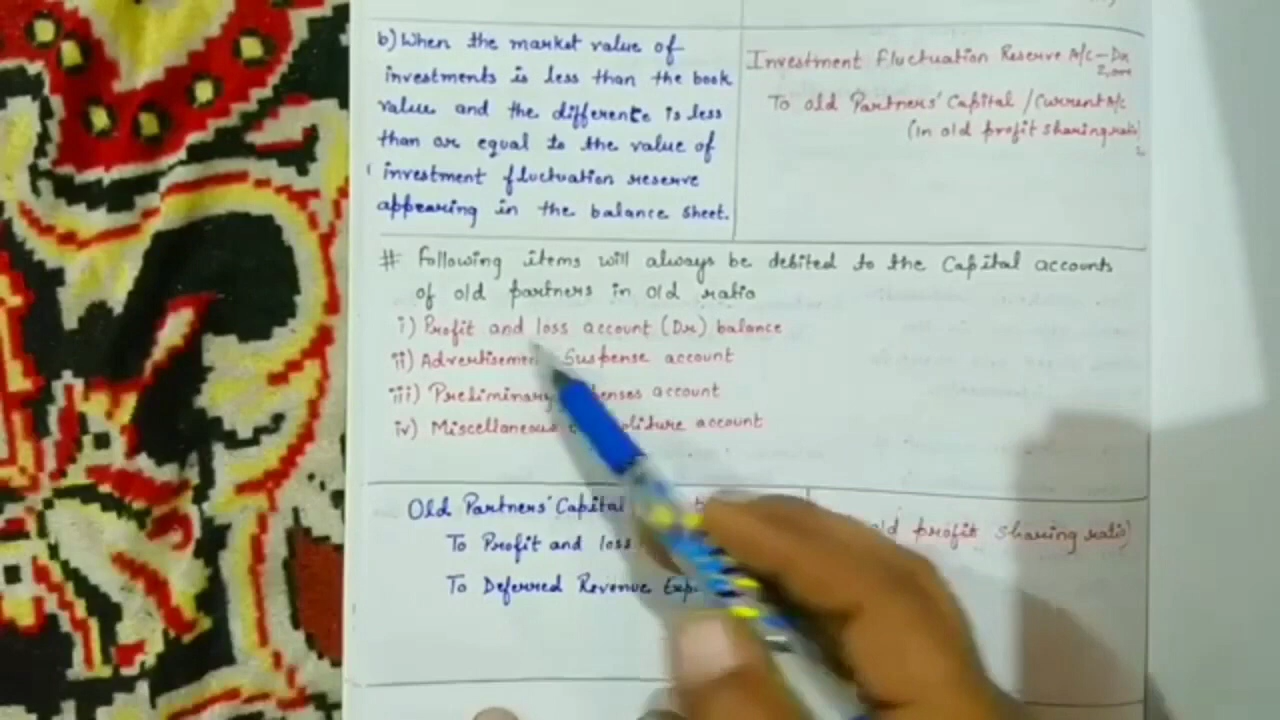 b) When the market value of
investments is less than the book
value and the difference is less
than or equal to the value of
investment fluctuation reserve
appearing in the balance sheet.
Investment Fluctuation Reserve A/C - Dr
To old Partners' Capital / Current A/c
(In old profit sharing ratio)
# Following items will always be debited to the Capital accounts
of old partners in old ratio
i) Profit and loss account (Dr) balance
ii) Advertisement Suspense account
iii) Preliminary account
iv) Miscellaneous account
Old Partners' Capital
old profit sharing ratio)
To Profit and loss
To Deferred Revenue Exp.